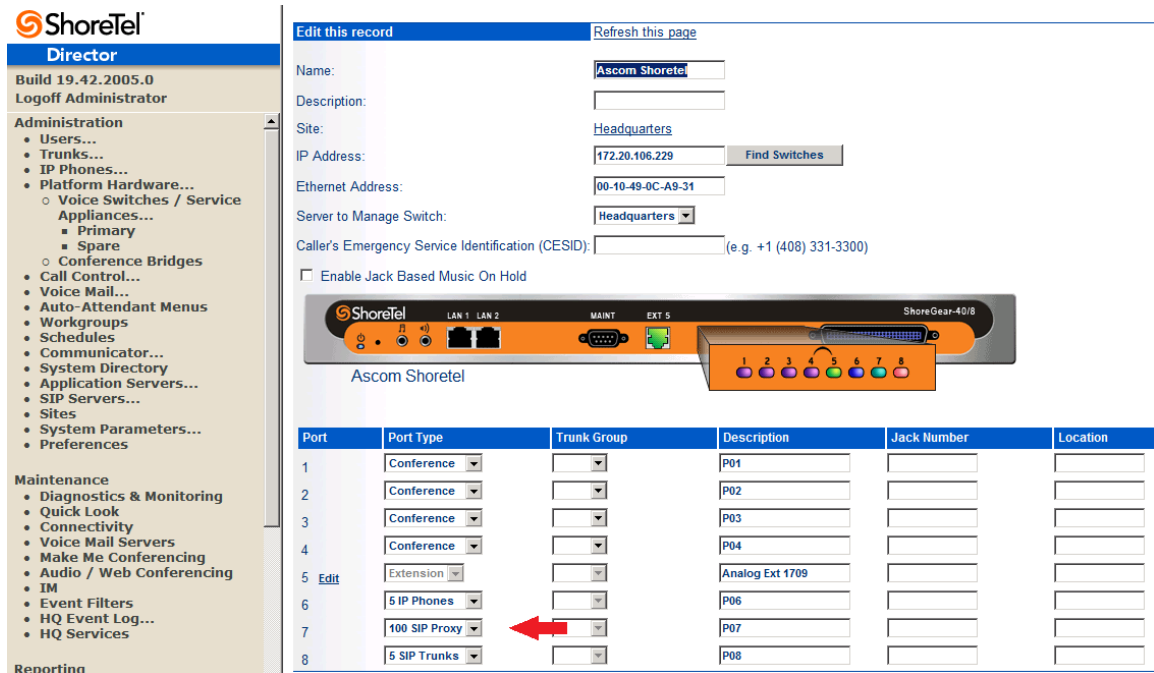 ShoreTel
Director
Build 19.42.2005.0
Logoff Administrator
Administration
Users...
Trunks...
IP Phones...
Platform Hardware...
Voice Switches / Service
Appliances...
Primary
Spare
Conference Bridges
Call Control...
Voice Mail...
Auto-Attendant Menus
Workgroups
Schedules
Communicator...
System Directory
Application Servers...
SIP Servers...
Sites
System Parameters...
Preferences
Maintenance
Diagnostics & Monitoring
Quick Look
Connectivity
Voice Mail Servers
Make Me Conferencing
Audio / Web Conferencing
IM
Event Filters
HQ Event Log...
HQ Services
Reporting
Edit this record Refresh this page
Name: Ascom Shoretel
Description:
Site: Headquarters
IP Address: 172.20.106.229 Find Switches
Ethernet Address: 00-10-49-0C-A9-31
Server to Manage Switch: Headquarters
Caller's Emergency Service Identification (CESID): (e.g. +1 (408) 331-3300)
Enable Jack Based Music On Hold
ShoreTel LAN 1 LAN 2 MAINT EXT 5 ShoreGear-40/8
1 2 3 4 5 6 7 8
Ascom Shoretel
Port Port Type Trunk Group Description Jack Number Location
1 Conference P01
2 Conference P02
3 Conference P03
4 Conference P04
5 Edit Extension Analog Ext 1709
6 5 IP Phones P06
7 100 SIP Proxy P07
8 5 SIP Trunks P08